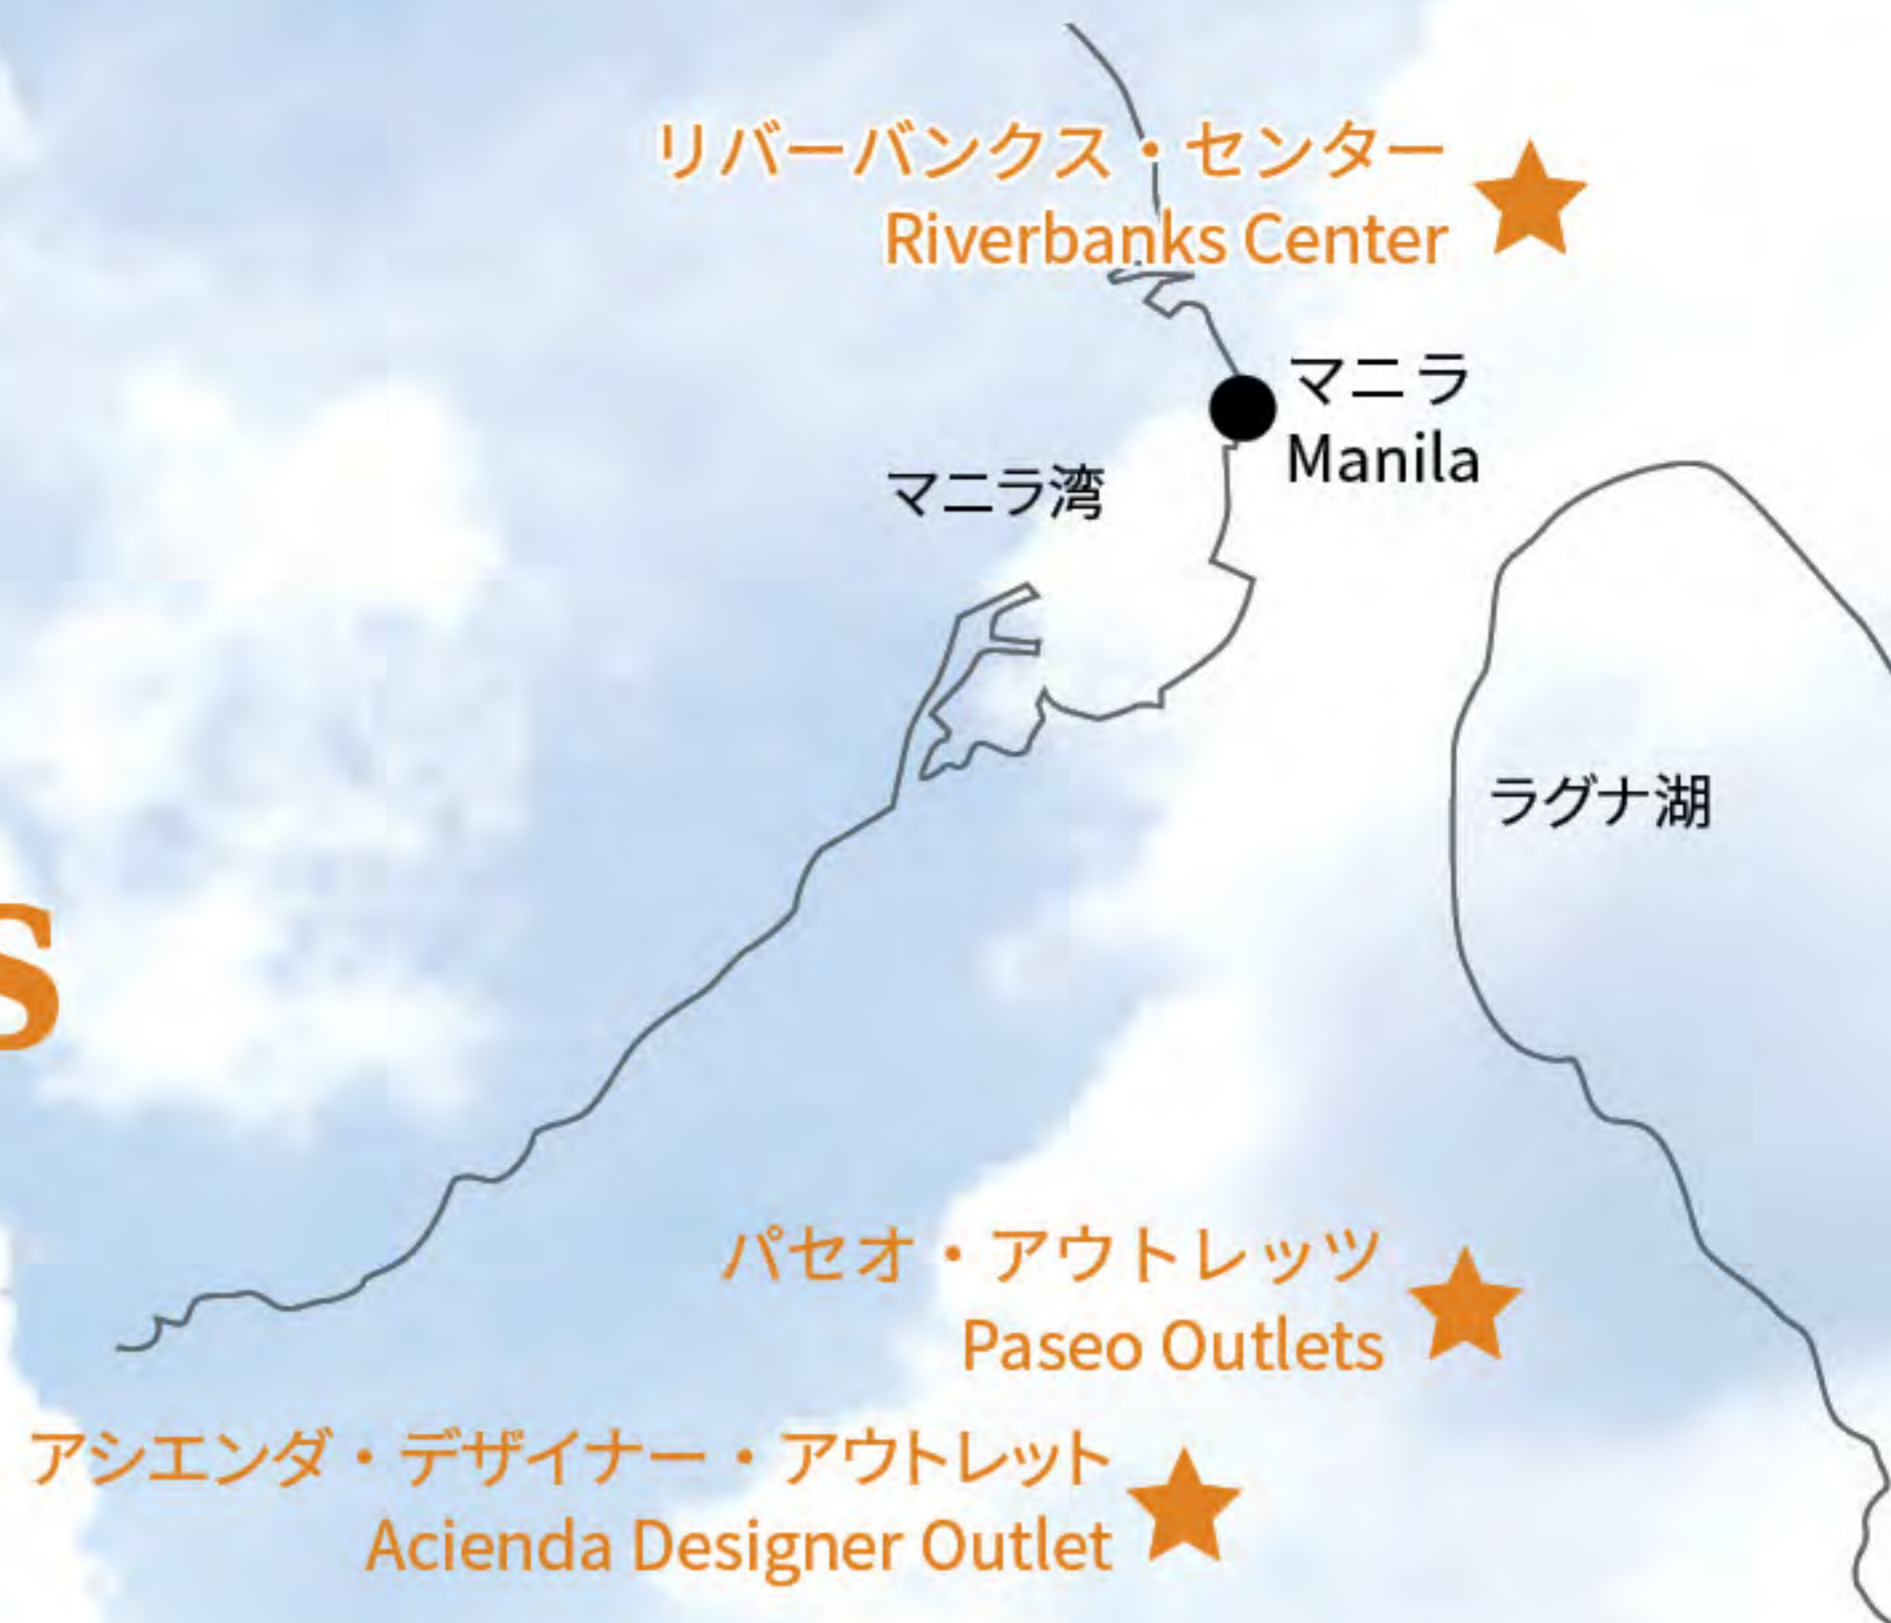 リバーバンクス・センター
Riverbanks Center
マニラ
Manila
マニラ湾
ラグナ湖
S
パセオ・アウトレッツ
Paseo Outlets
アシエンダ・デザイナー・アウトレット
Acienda Designer Outlet